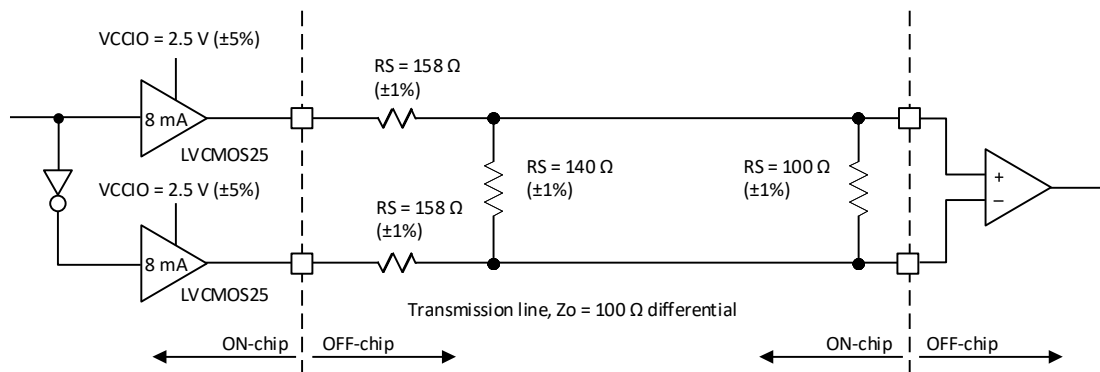 VCCIO = 2.5 V (±5%)
RS = 158 Ω
(±1%)
8 mA
LVCMOS25
RS = 140 Ω
(±1%)
RS = 100 Ω
(±1%)
+
−
VCCIO = 2.5 V (±5%)
RS = 158 Ω
(±1%)
8 mA
LVCMOS25
Transmission line, Zo = 100 Ω differential
ON-chip
OFF-chip
ON-chip
OFF-chip